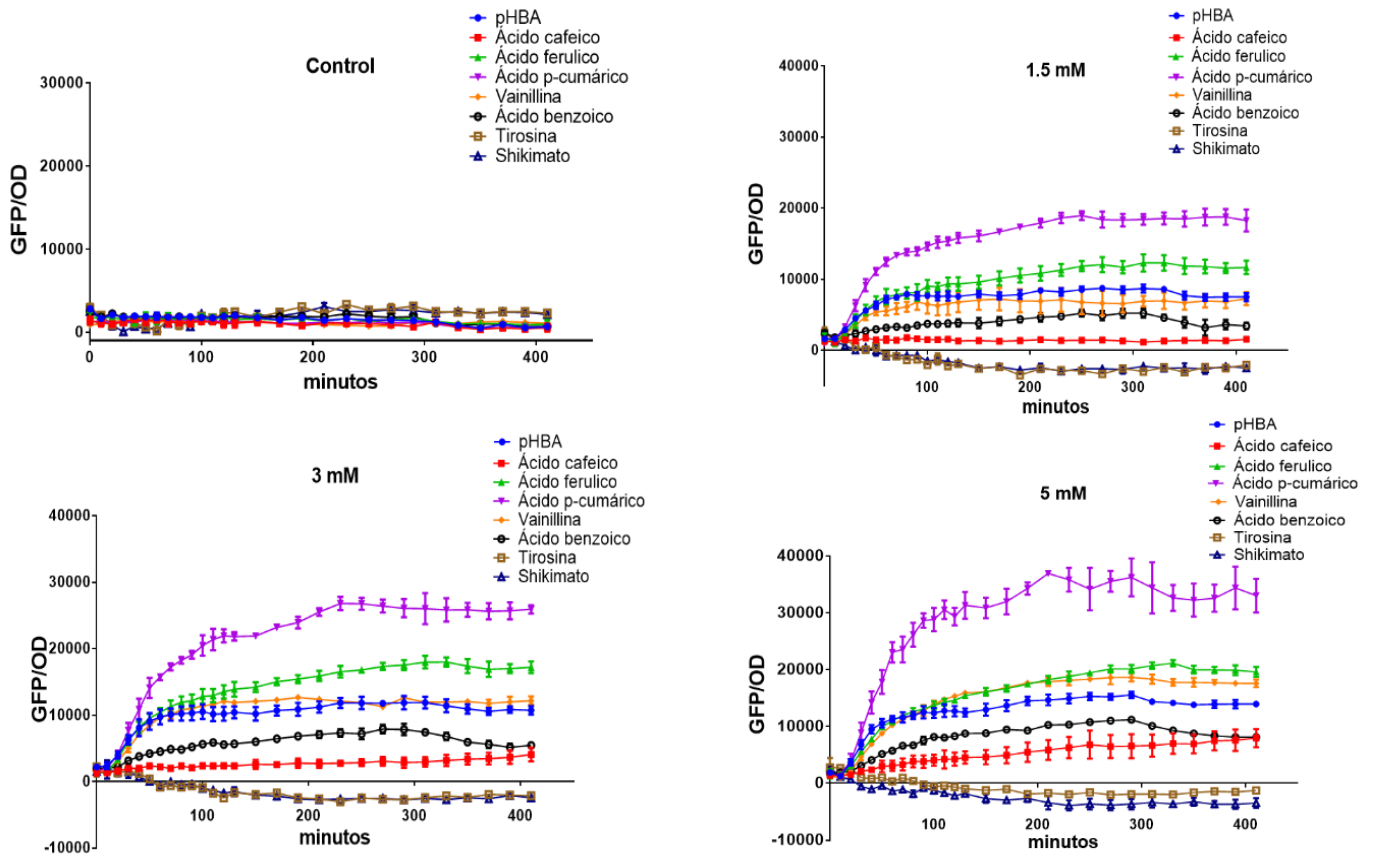 Control
pHBA
Ácido cafeico
Ácido ferulico
Ácido p-cumárico
Vainillina
Ácido benzoico
Tirosina
Shikimato
GFP/OD
30000
20000
10000
0
0
100
200
300
400
minutos
1.5 mM
pHBA
Ácido cafeico
Ácido ferulico
Ácido p-cumárico
Vainillina
Ácido benzoico
Tirosina
Shikimato
GFP/OD
40000
30000
20000
10000
0
100
200
300
400
minutos
3 mM
pHBA
Ácido cafeico
Ácido ferulico
Ácido p-cumárico
Vainillina
Ácido benzoico
Tirosina
Shikimato
GFP/OD
40000
30000
20000
10000
0
-10000
100
200
300
400
minutos
5 mM
pHBA
Ácido cafeico
Ácido ferulico
Ácido p-cumárico
Vainillina
Ácido benzoico
Tirosina
Shikimato
GFP/OD
40000
30000
20000
10000
0
-10000
100
200
300
400
minutos